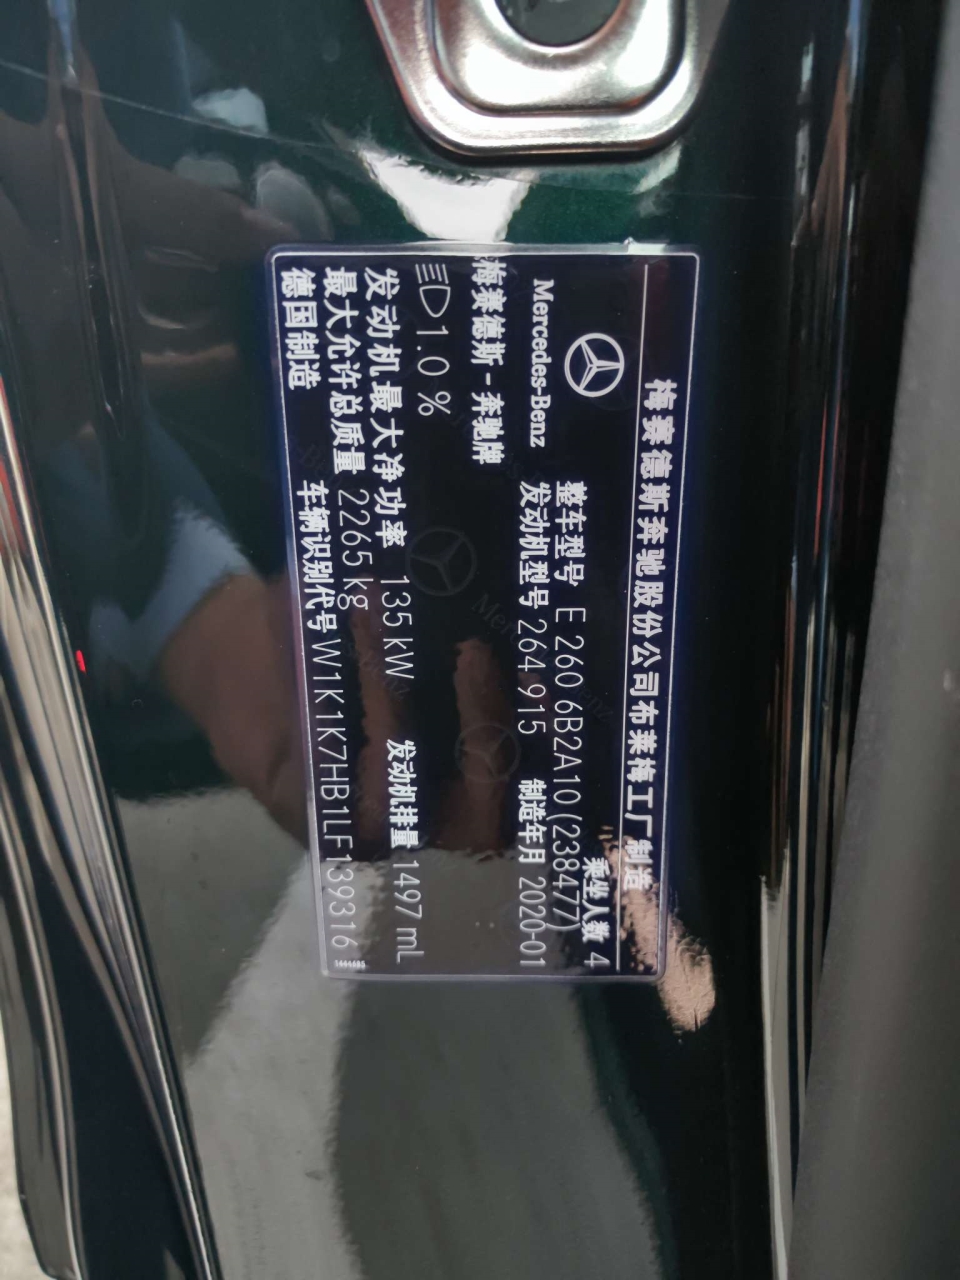 梅赛德斯奔驰股份公司布莱梅工厂制造
乘坐人数 4
Mercedes-Benz
整车型号 E 260 6B2A10(238477)
梅赛德斯-奔驰牌
发动机型号 264 915
制造年月 2020-01
1.0 %
发动机最大净功率 135 kW
发动机排量 1497 mL
最大允许总质量 2265 kg
德国制造
车辆识别代号 W1K1K7HB1LF139316